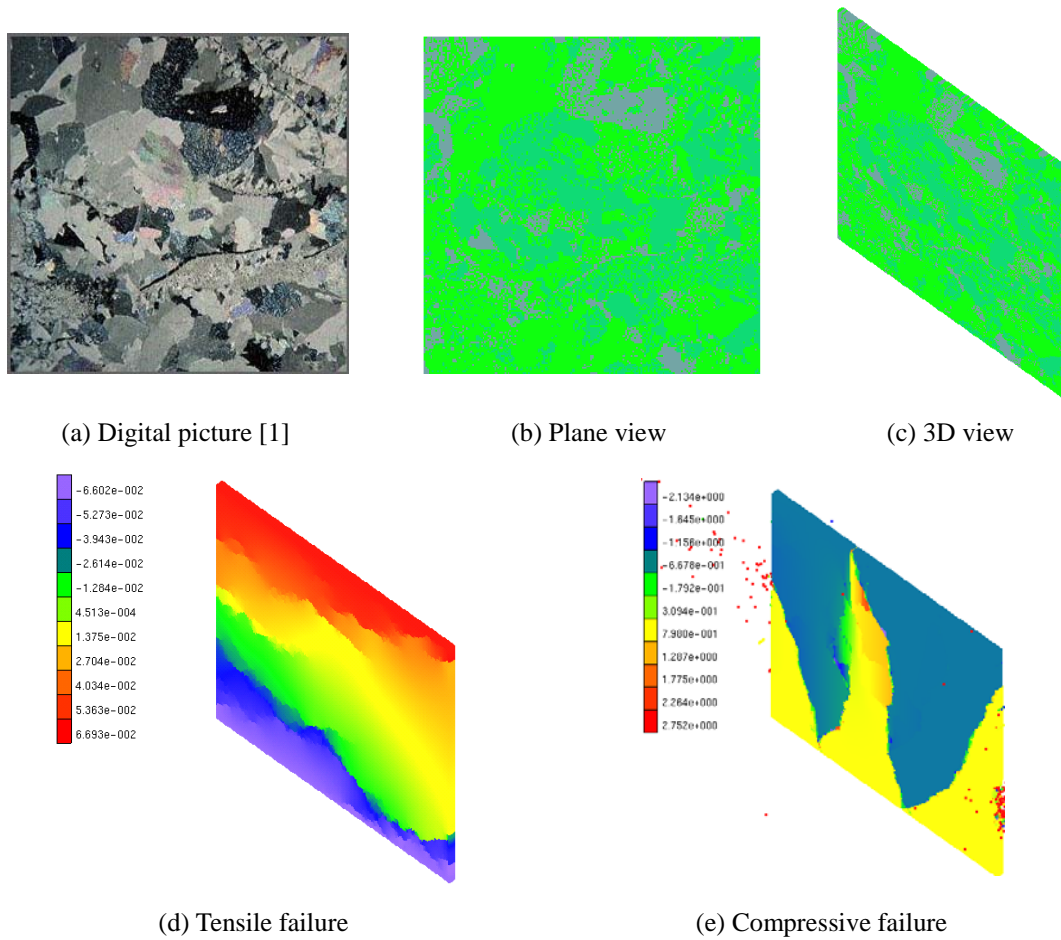 (a) Digital picture [1]
(b) Plane view
(c) 3D view
-6.602e-002
-5.273e-002
-3.943e-002
-2.614e-002
-1.284e-002
4.513e-004
1.375e-002
2.704e-002
4.034e-002
5.363e-002
6.693e-002
-2.134e+000
-1.645e+000
-1.156e+000
-6.678e-001
-1.792e-001
3.094e-001
7.980e-001
1.287e+000
1.775e+000
2.264e+000
2.752e+000
(d) Tensile failure
(e) Compressive failure